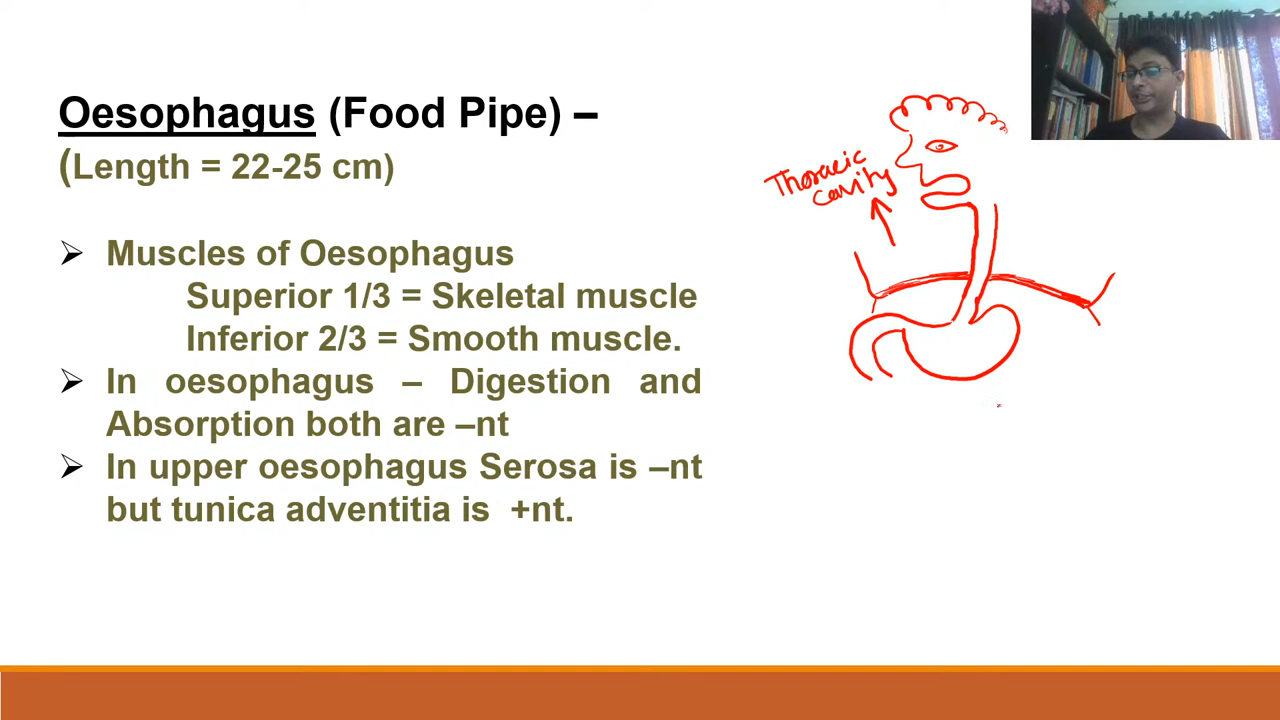 Oesophagus (Food Pipe) –
(Length = 22-25 cm)
➢ Muscles of Oesophagus
Superior 1/3 = Skeletal muscle
Inferior 2/3 = Smooth muscle.
➢ In oesophagus – Digestion and
Absorption both are –nt
➢ In upper oesophagus Serosa is –nt
but tunica adventitia is +nt.
Thoracic
cavity